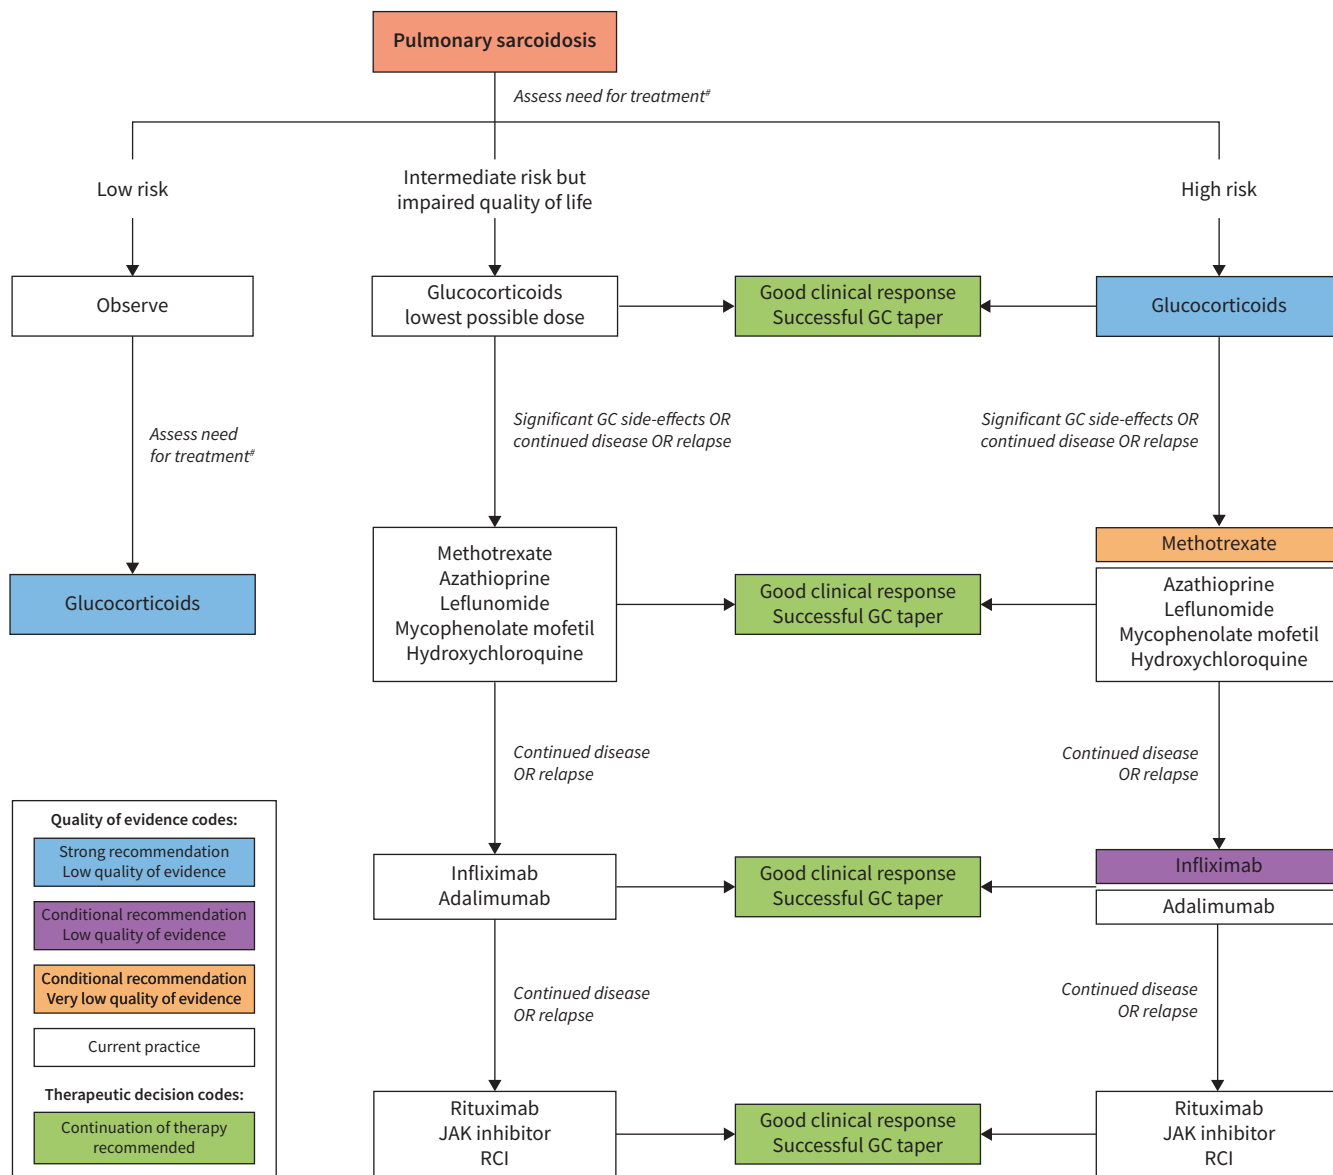 Pulmonary sarcoidosis
Assess need for treatment#
Low risk
Intermediate risk but
impaired quality of life
High risk
Observe
Glucocorticoids
lowest possible dose
Good clinical response
Successful GC taper
Glucocorticoids
Assess need
for treatment#
Significant GC side-effects OR
continued disease OR relapse
Significant GC side-effects OR
continued disease OR relapse
Glucocorticoids
Methotrexate
Azathioprine
Leflunomide
Mycophenolate mofetil
Hydroxychloroquine
Good clinical response
Successful GC taper
Methotrexate
Azathioprine
Leflunomide
Mycophenolate mofetil
Hydroxychloroquine
Continued disease
OR relapse
Continued disease
OR relapse
Infliximab
Adalimumab
Good clinical response
Successful GC taper
Infliximab
Adalimumab
Continued disease
OR relapse
Continued disease
OR relapse
Rituximab
JAK inhibitor
RCI
Good clinical response
Successful GC taper
Rituximab
JAK inhibitor
RCI
Quality of evidence codes:
Strong recommendation
Low quality of evidence
Conditional recommendation
Low quality of evidence
Conditional recommendation
Very low quality of evidence
Current practice
Therapeutic decision codes:
Continuation of therapy
recommended